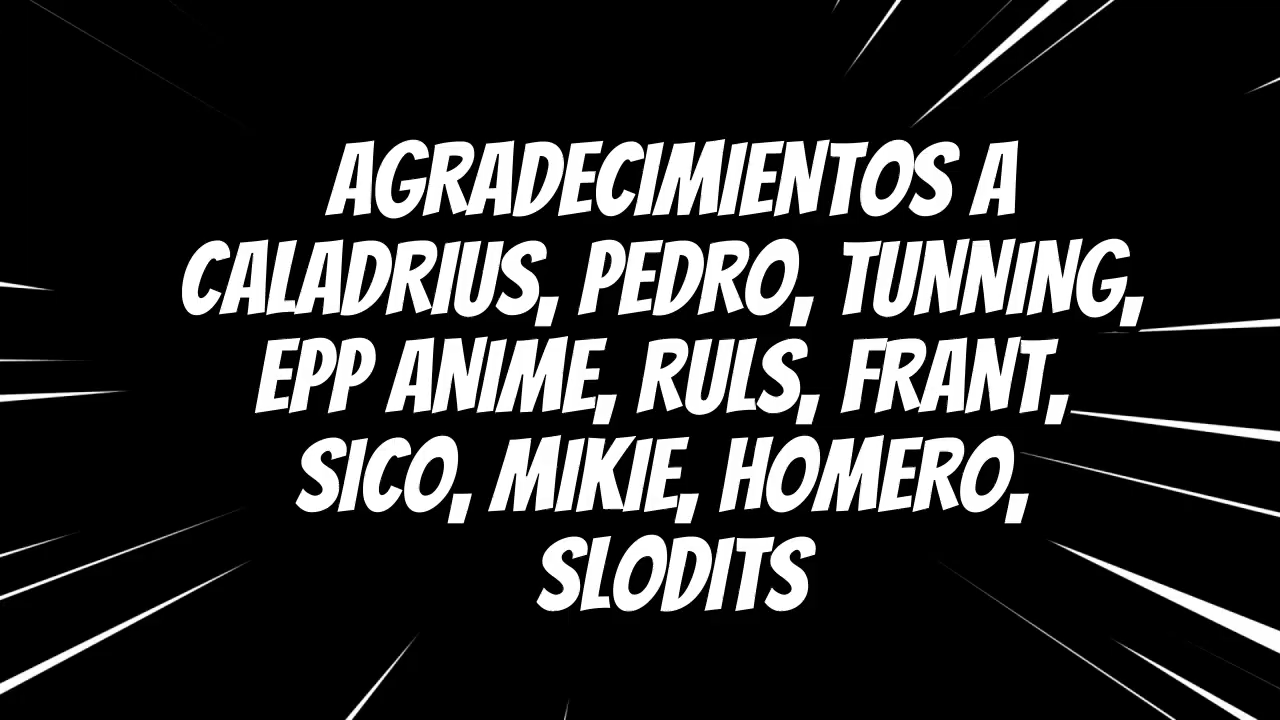 AGRADECIMIENTOS A
CALADRIUS, PEDRO, TUNNING,
EPP ANIME, RULS, FRANT,
SICO, MIKIE, HOMERO,
SLODITS